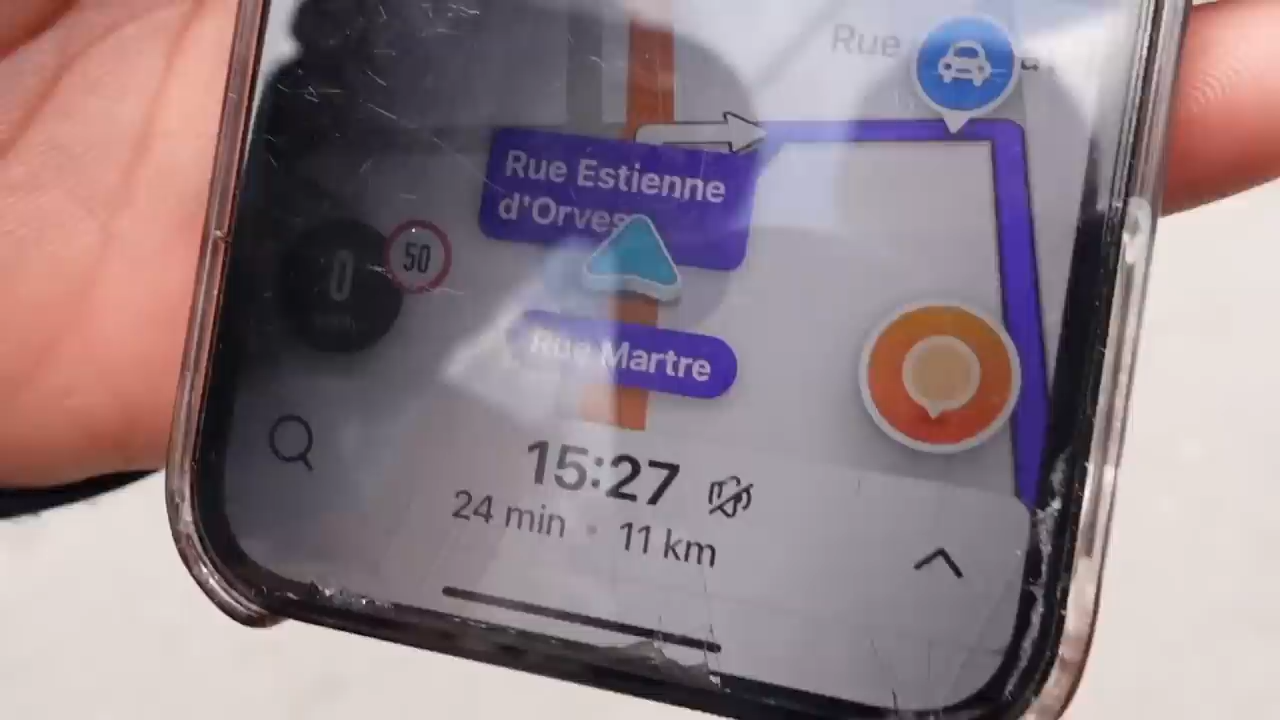 Rue
Rue Estienne
d'Orves
50
0
Rue Martre
15:27
24 min • 11 km